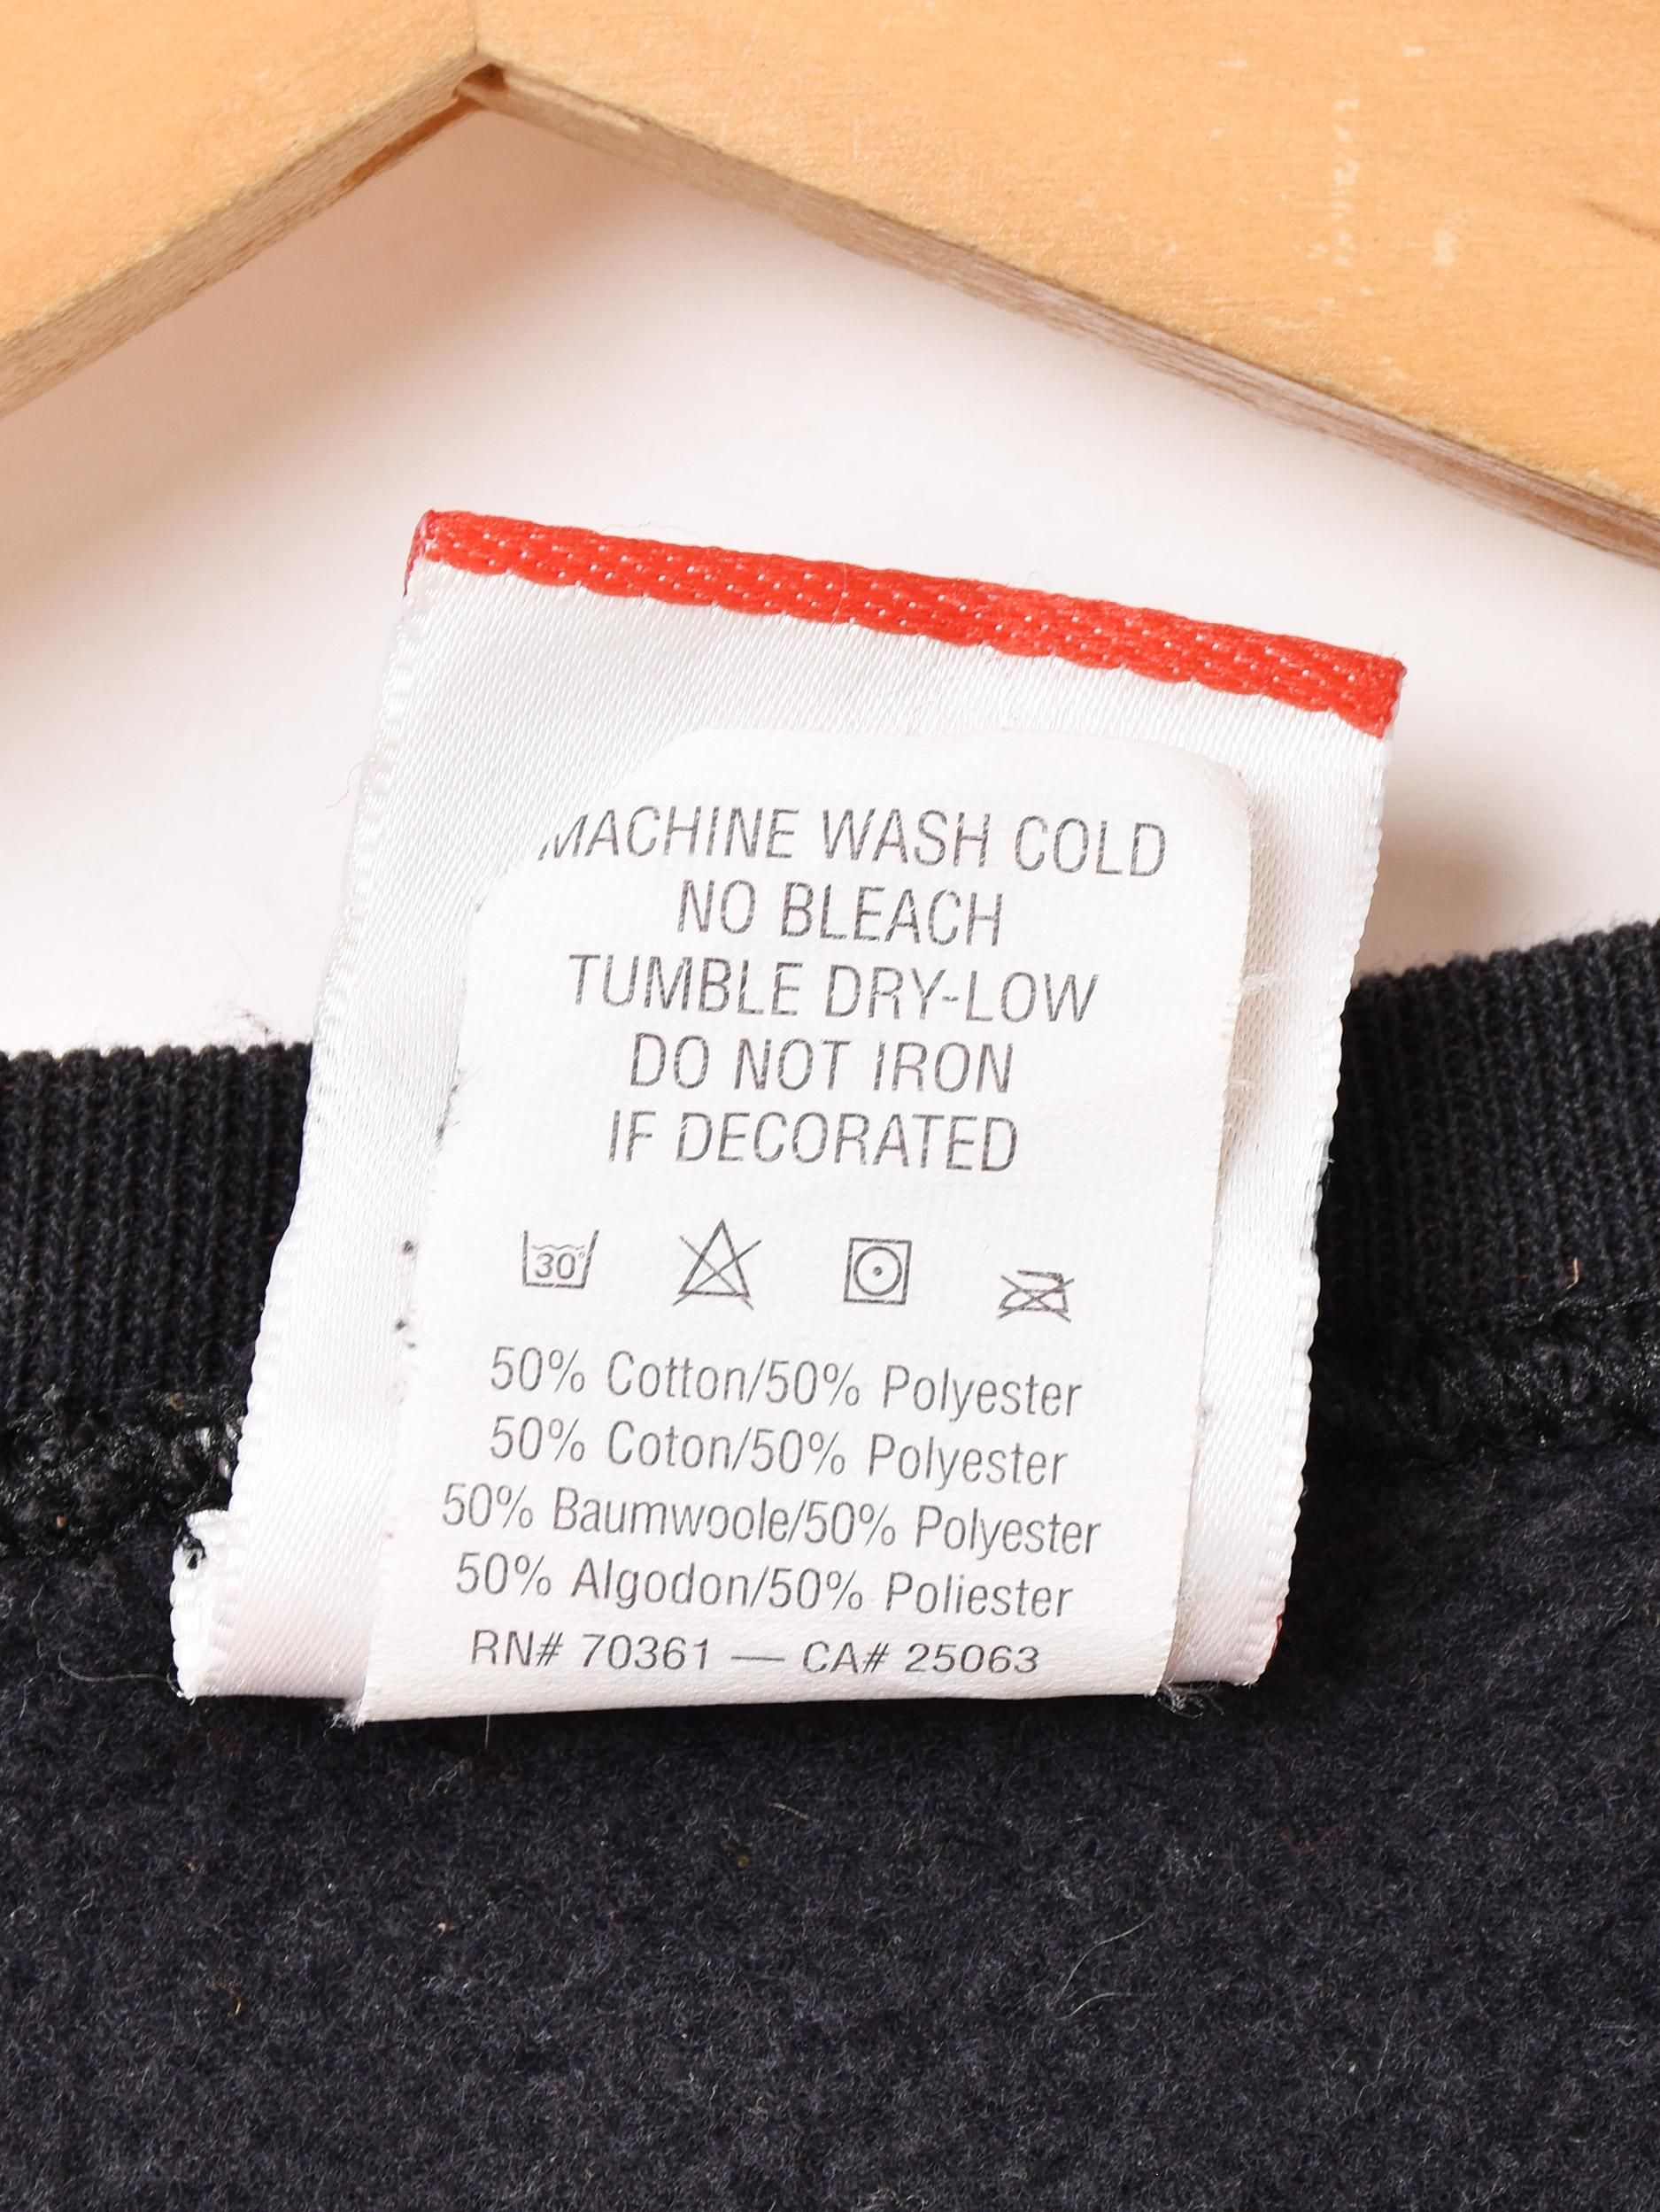 MACHINE WASH COLD
NO BLEACH
TUMBLE DRY-LOW
DO NOT IRON
IF DECORATED
30°
50% Cotton/50% Polyester
50% Coton/50% Polyester
50% Baumwoole/50% Polyester
50% Algodon/50% Poliester
RN# 70361 — CA# 25063